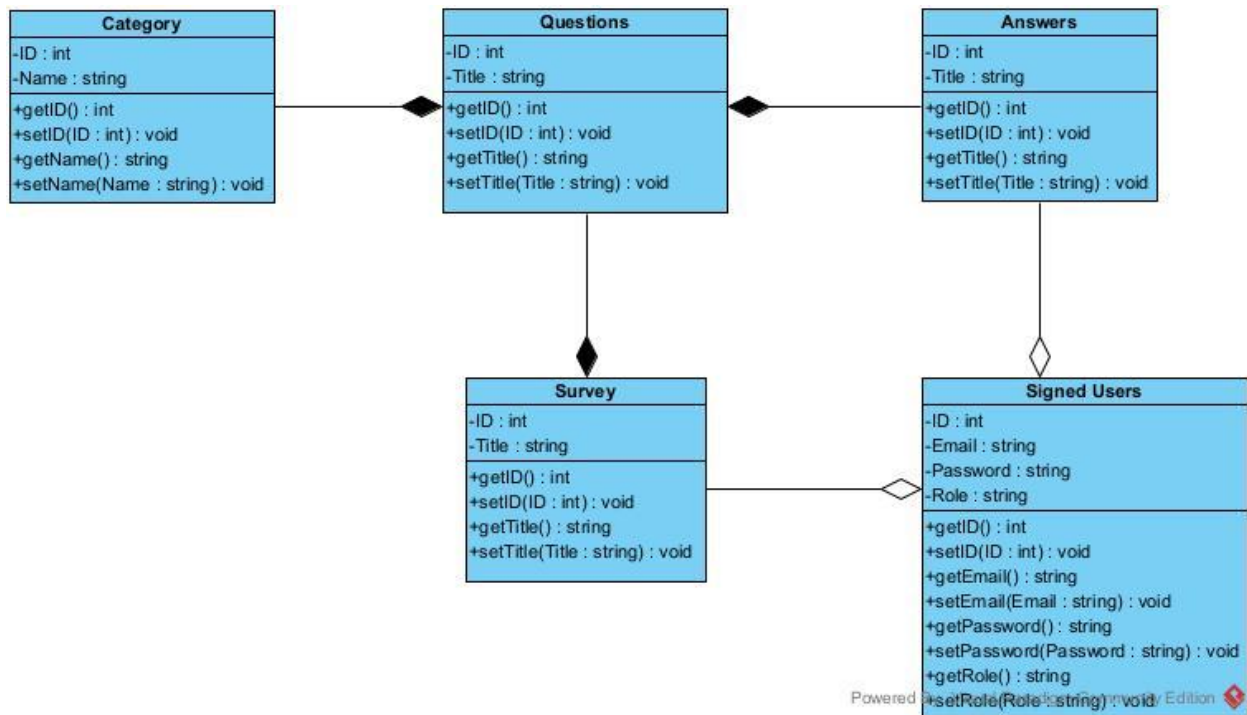 Category
-ID : int
-Name : string
+getID() : int
+setID(ID : int) : void
+getName() : string
+setName(Name : string) : void
Questions
-ID : int
-Title : string
+getID() : int
+setID(ID : int) : void
+getTitle() : string
+setTitle(Title : string) : void
Answers
-ID : int
-Title : string
+getID() : int
+setID(ID : int) : void
+getTitle() : string
+setTitle(Title : string) : void
Survey
-ID : int
-Title : string
+getID() : int
+setID(ID : int) : void
+getTitle() : string
+setTitle(Title : string) : void
Signed Users
-ID : int
-Email : string
-Password : string
-Role : string
+getID() : int
+setID(ID : int) : void
+getEmail() : string
+setEmail(Email : string) : void
+getPassword() : string
+setPassword(Password : string) : void
+getRole() : string
+setRole(Role : string) : void
Powered By Visual Paradigm Community Edition